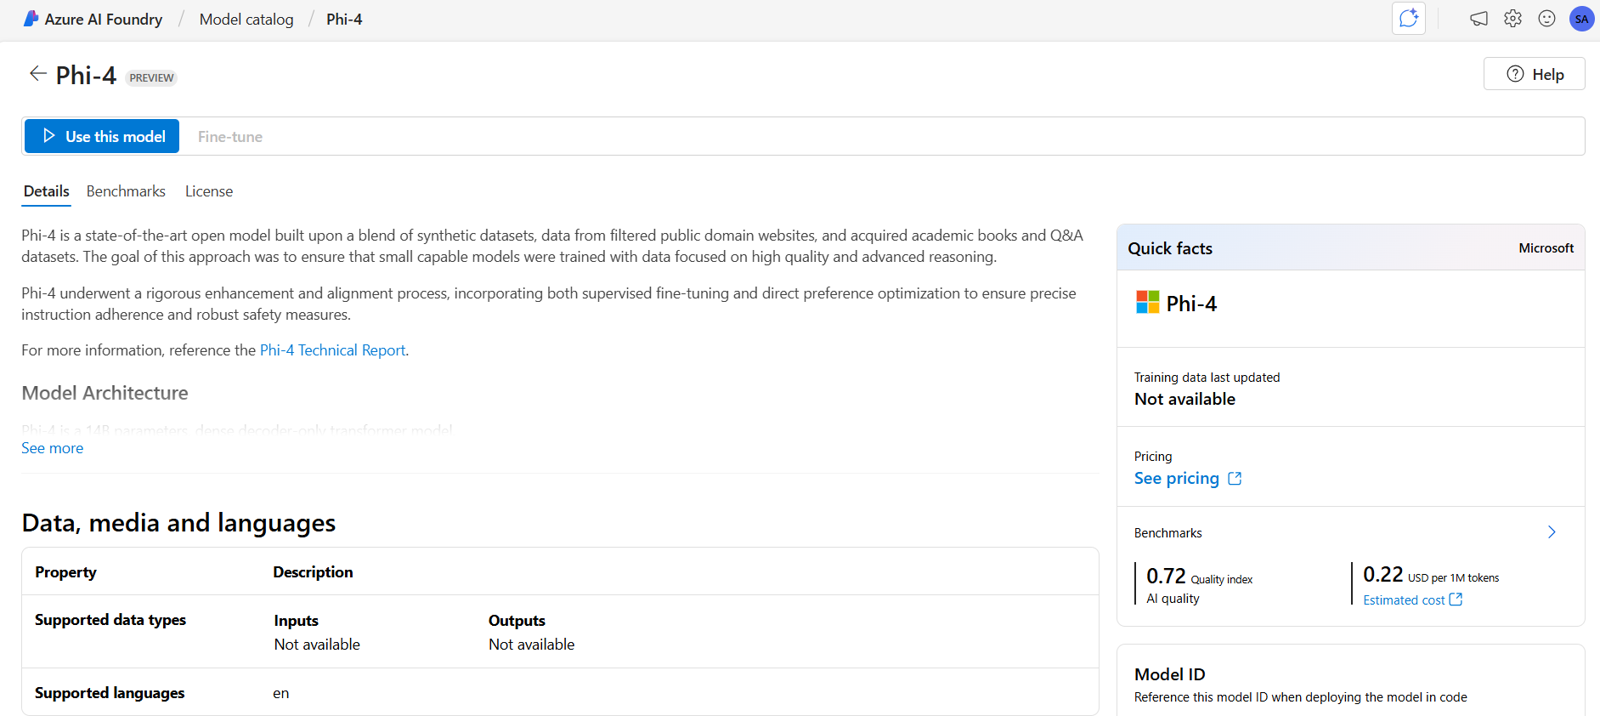 Azure AI Foundry / Model catalog / Phi-4
SA
Phi-4 PREVIEW
Help
Use this model Fine-tune
Details Benchmarks License
Phi-4 is a state-of-the-art open model built upon a blend of synthetic datasets, data from filtered public domain websites, and acquired academic books and Q&A
datasets. The goal of this approach was to ensure that small capable models were trained with data focused on high quality and advanced reasoning.
Phi-4 underwent a rigorous enhancement and alignment process, incorporating both supervised fine-tuning and direct preference optimization to ensure precise
instruction adherence and robust safety measures.
For more information, reference the Phi-4 Technical Report.
Model Architecture
Phi-4 is a 14B parameters, dense decoder-only transformer model
See more
Data, media and languages
Property Description
Supported data types Inputs Outputs
Not available Not available
Supported languages en
Quick facts Microsoft
Phi-4
Training data last updated
Not available
Pricing
See pricing
Benchmarks
0.72 Quality index
AI quality
0.22 USD per 1M tokens
Estimated cost
Model ID
Reference this model ID when deploying the model in code